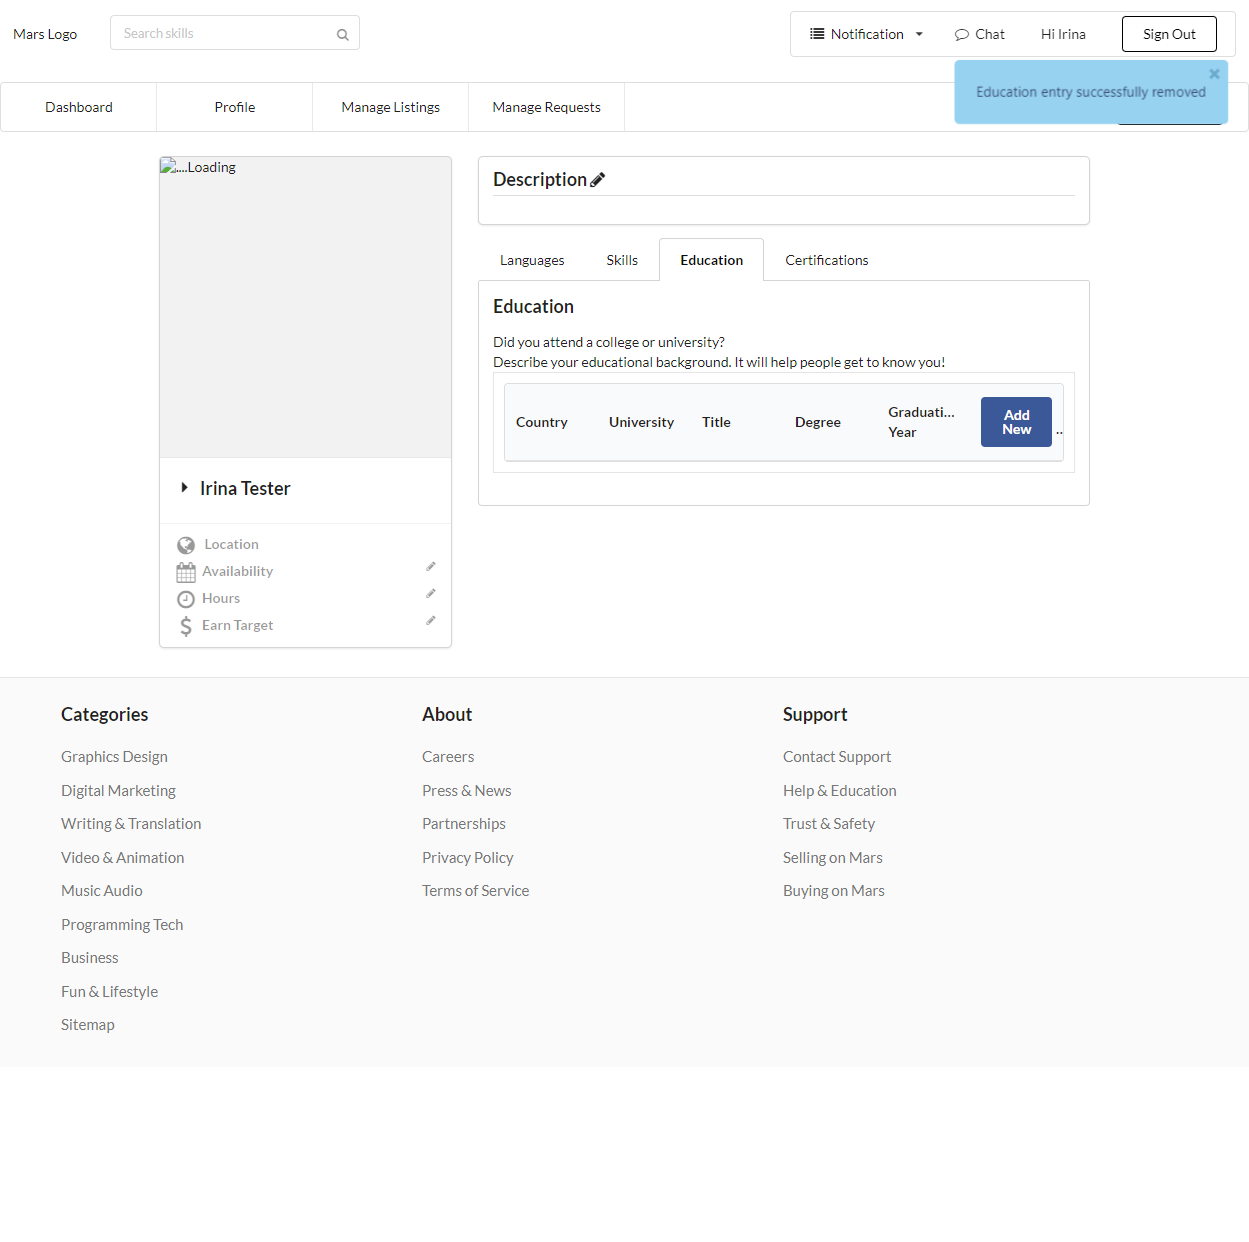 Mars Logo
Search skills
Notification
Chat
Hi Irina
Sign Out
Education entry successfully removed
Dashboard
Profile
Manage Listings
Manage Requests
....Loading
Description
Languages
Skills
Education
Certifications
Education
Did you attend a college or university?
Describe your educational background. It will help people get to know you!
Country
University
Title
Degree
Graduati...
Year
Add
New
..
Irina Tester
Location
Availability
Hours
Earn Target
Categories
Graphics Design
Digital Marketing
Writing & Translation
Video & Animation
Music Audio
Programming Tech
Business
Fun & Lifestyle
Sitemap
About
Careers
Press & News
Partnerships
Privacy Policy
Terms of Service
Support
Contact Support
Help & Education
Trust & Safety
Selling on Mars
Buying on Mars